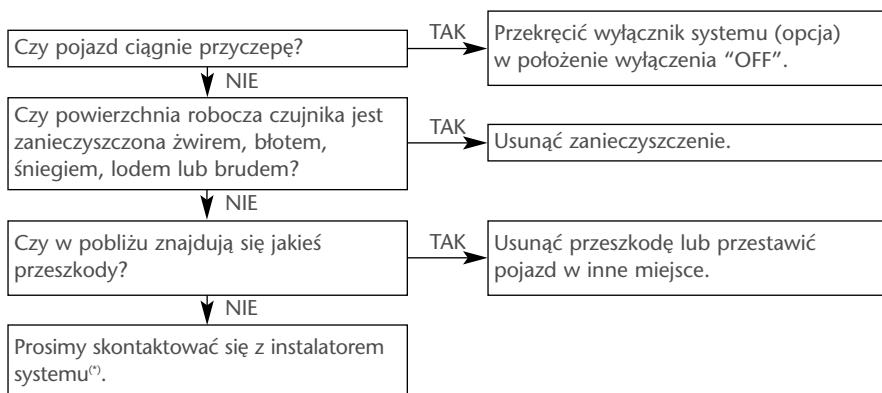 Czy pojazd ciągnie przyczepę?
TAK
Przekręcić wyłącznik systemu (opcja)
w położenie wyłączenia “OFF”.
NIE
Czy powierzchnia robocza czujnika jest
zanieczyszczona żwirem, błotem,
śniegiem, lodem lub brudem?
TAK
Usunąć zanieczyszczenie.
NIE
Czy w pobliżu znajdują się jakieś
przeszkody?
TAK
Usunąć przeszkodę lub przestawić
pojazd w inne miejsce.
NIE
Prosimy skontaktować się z instalatorem
systemu(*).